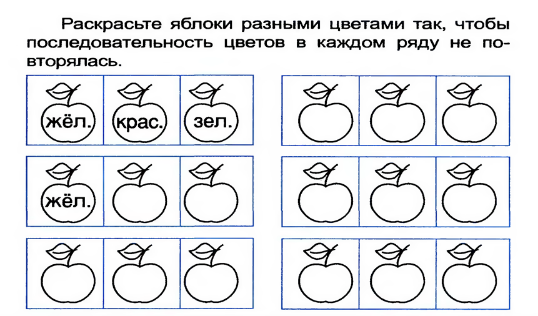 Раскрасьте яблоки разными цветами так, чтобы
последовательность цветов в каждом ряду не по-
вторялась.
жёл. крас. зел.
жёл.